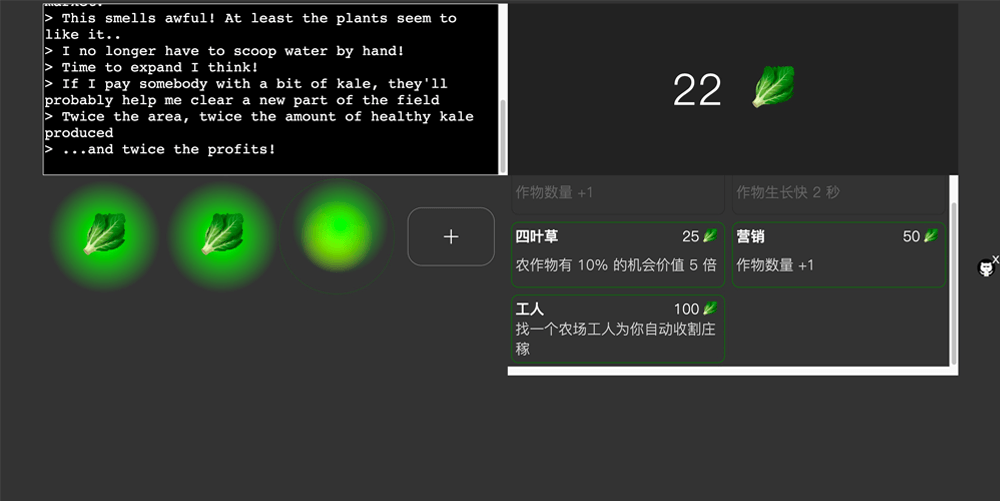 market.
> This smells awful! At least the plants seem to
like it..
> I no longer have to scoop water by hand!
> Time to expand I think!
> If I pay somebody with a bit of kale, they'll
probably help me clear a new part of the field
> Twice the area, twice the amount of healthy kale
produced
> ...and twice the profits!
22
作物数量 +1
作物生长快 2 秒
四叶草 25
农作物有 10% 的机会价值 5 倍
营销 50
作物数量 +1
工人 100
找一个农场工人为你自动收割庄
稼
+
X